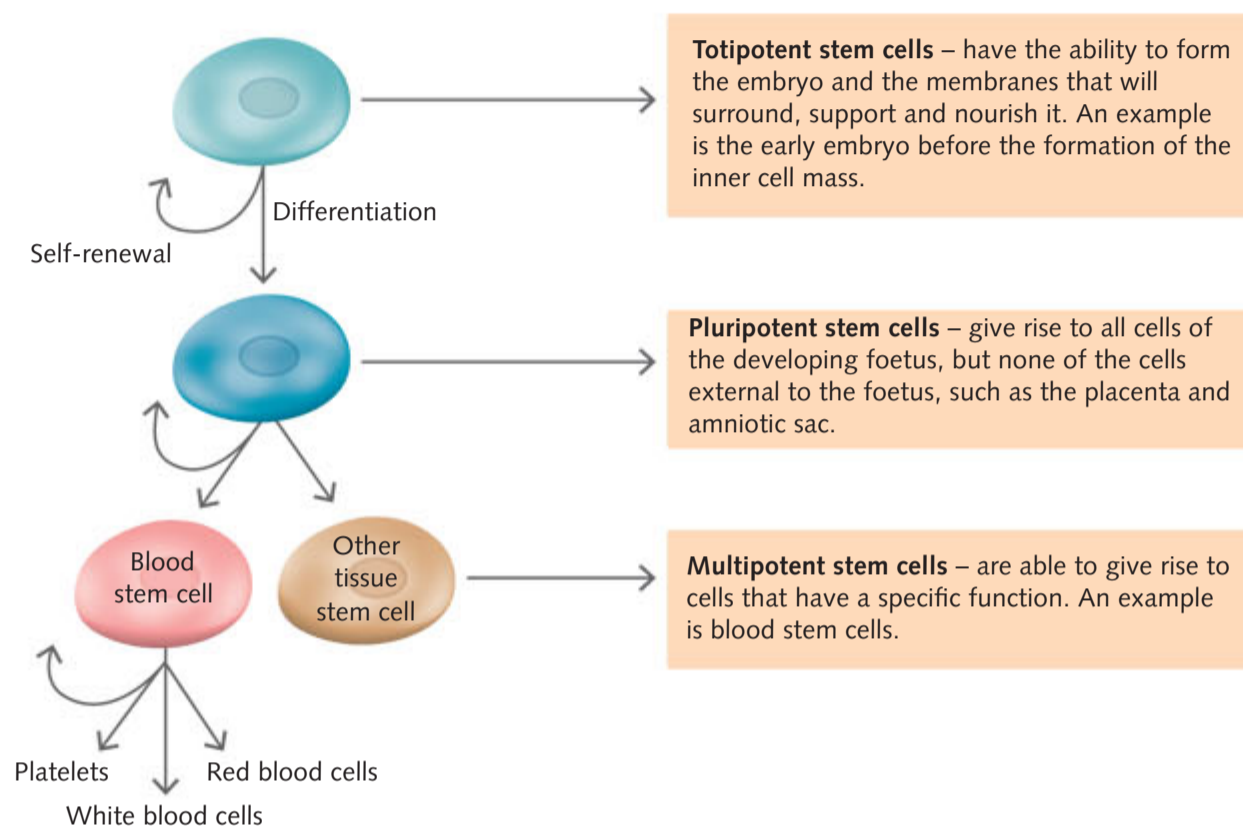 Totipotent stem cells – have the ability to form
the embryo and the membranes that will
surround, support and nourish it. An example
is the early embryo before the formation of the
inner cell mass.
Differentiation
Self-renewal
Pluripotent stem cells – give rise to all cells of
the developing foetus, but none of the cells
external to the foetus, such as the placenta and
amniotic sac.
Blood
stem cell
Other
tissue
stem cell
Multipotent stem cells – are able to give rise to
cells that have a specific function. An example
is blood stem cells.
Platelets
Red blood cells
White blood cells